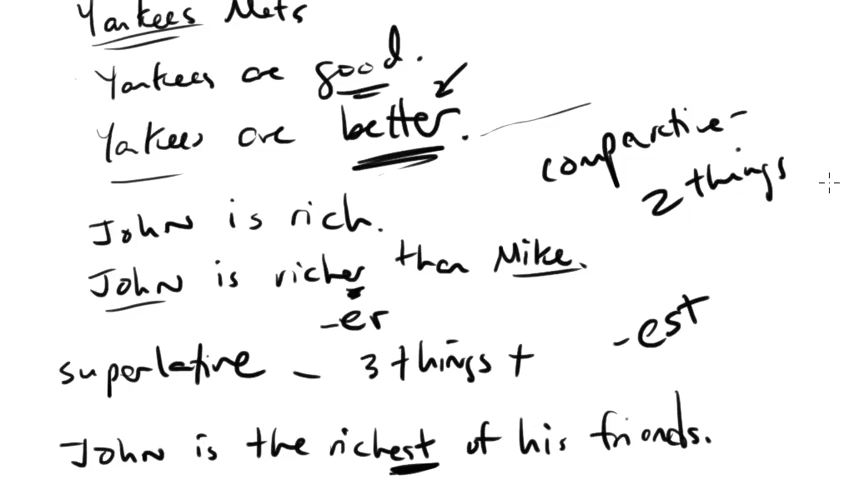 Yankees Mets
Yankees are good.
Yankees are better.
comparative -
2 things
John is rich.
John is richer than Mike.
-er
-est
superlative - 3 things +
John is the richest of his friends.